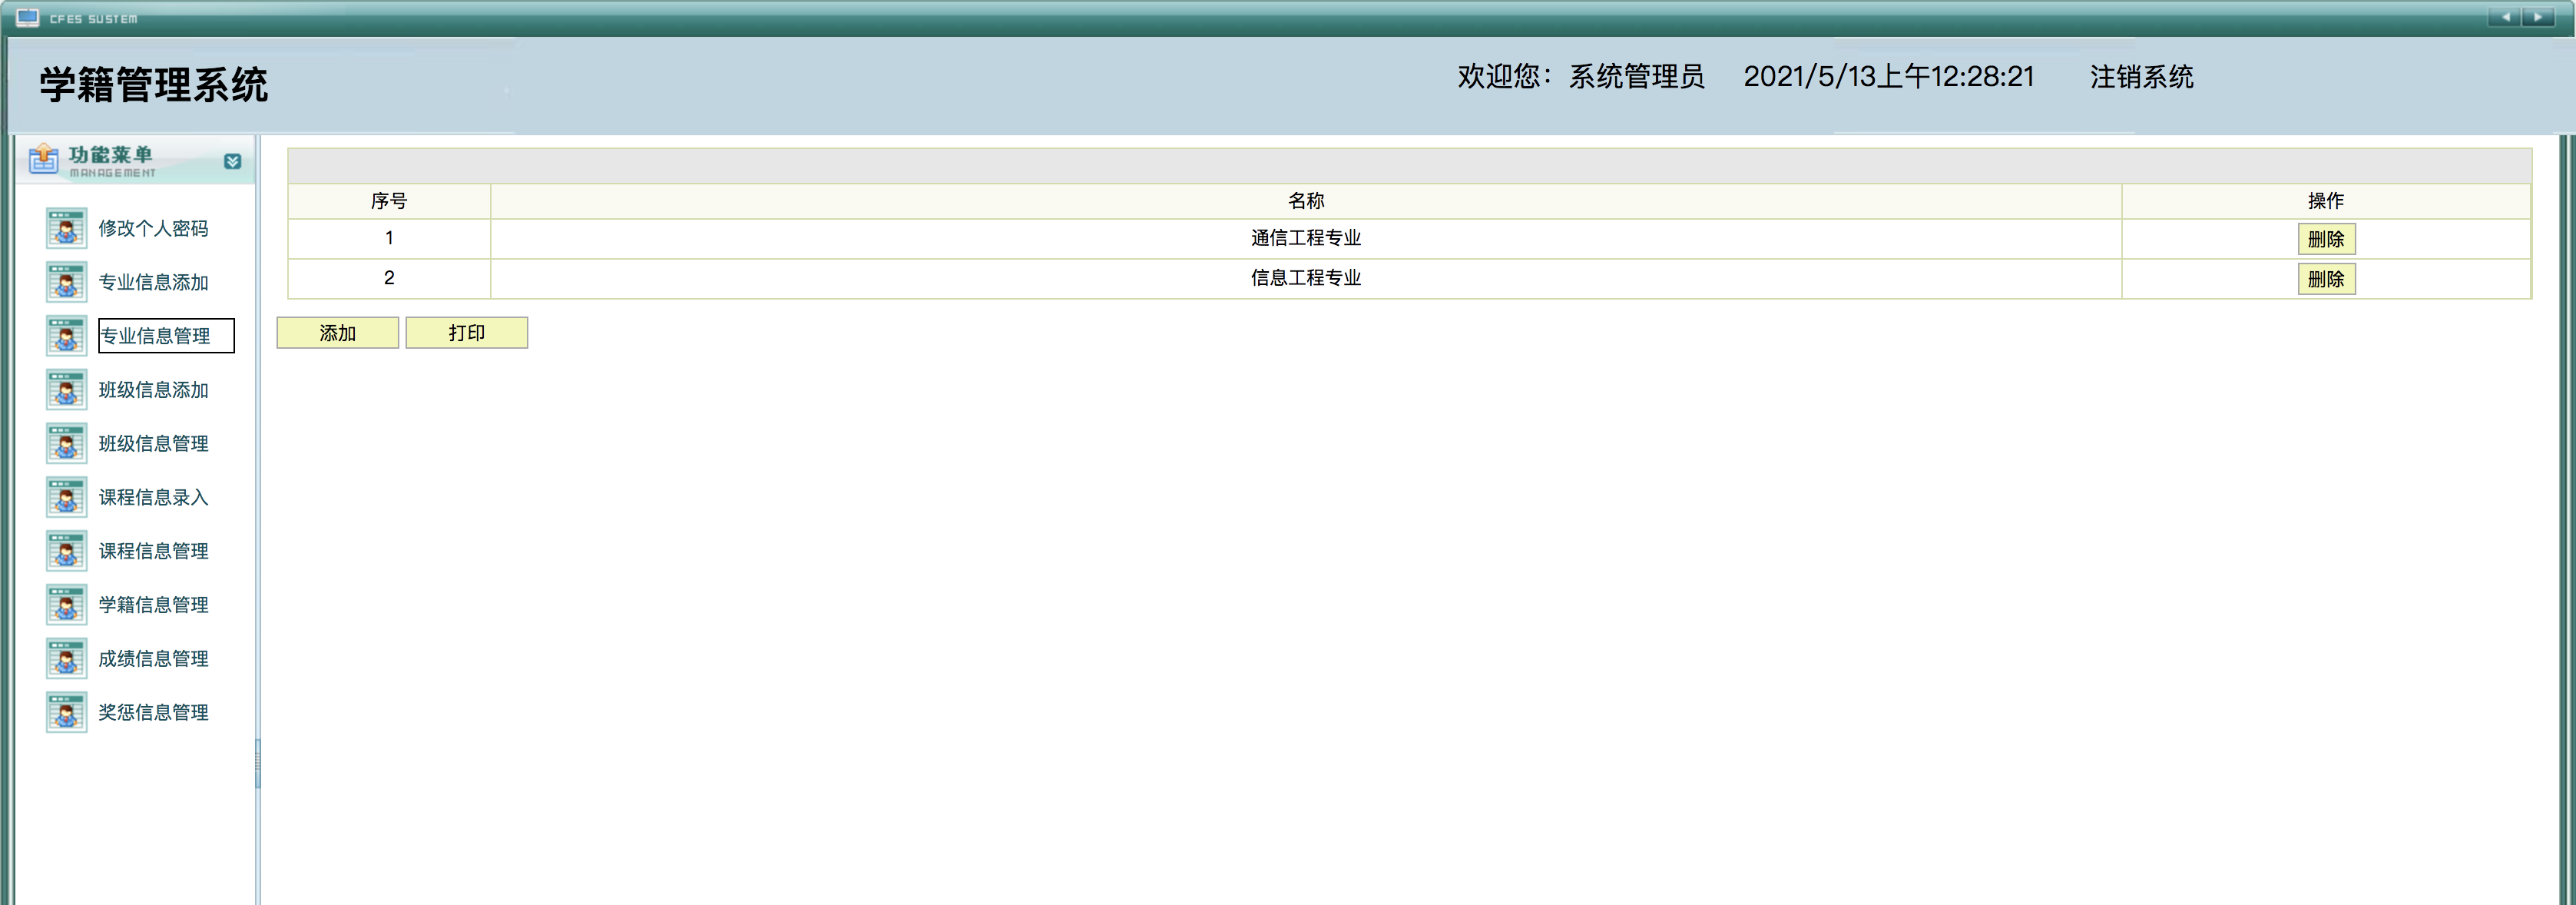 CFES SUSTEM
学籍管理系统
欢迎您：系统管理员 2021/5/13上午12:28:21 注销系统
功能菜单
MANAGEMENT
修改个人密码
专业信息添加
专业信息管理
班级信息添加
班级信息管理
课程信息录入
课程信息管理
学籍信息管理
成绩信息管理
奖惩信息管理
序号 名称 操作
1 通信工程专业 删除
2 信息工程专业 删除
添加 打印